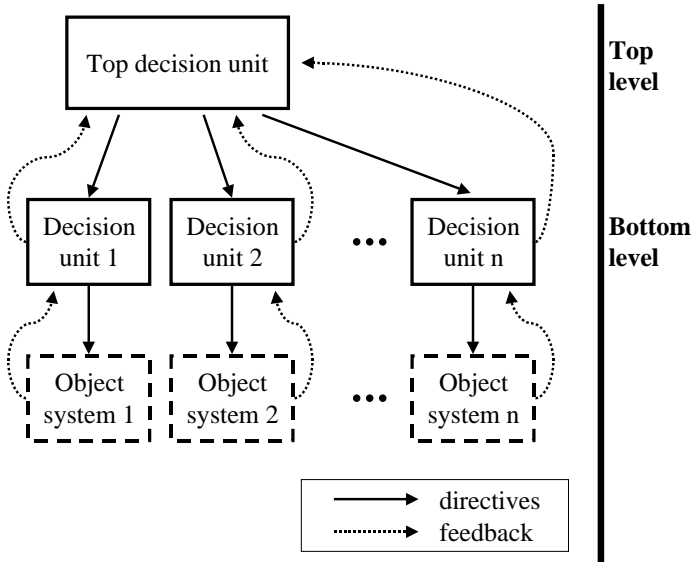 Top decision unit
Top
level
Decision
unit 1
Decision
unit 2
...
Decision
unit n
Bottom
level
Object
system 1
Object
system 2
...
Object
system n
directives
feedback